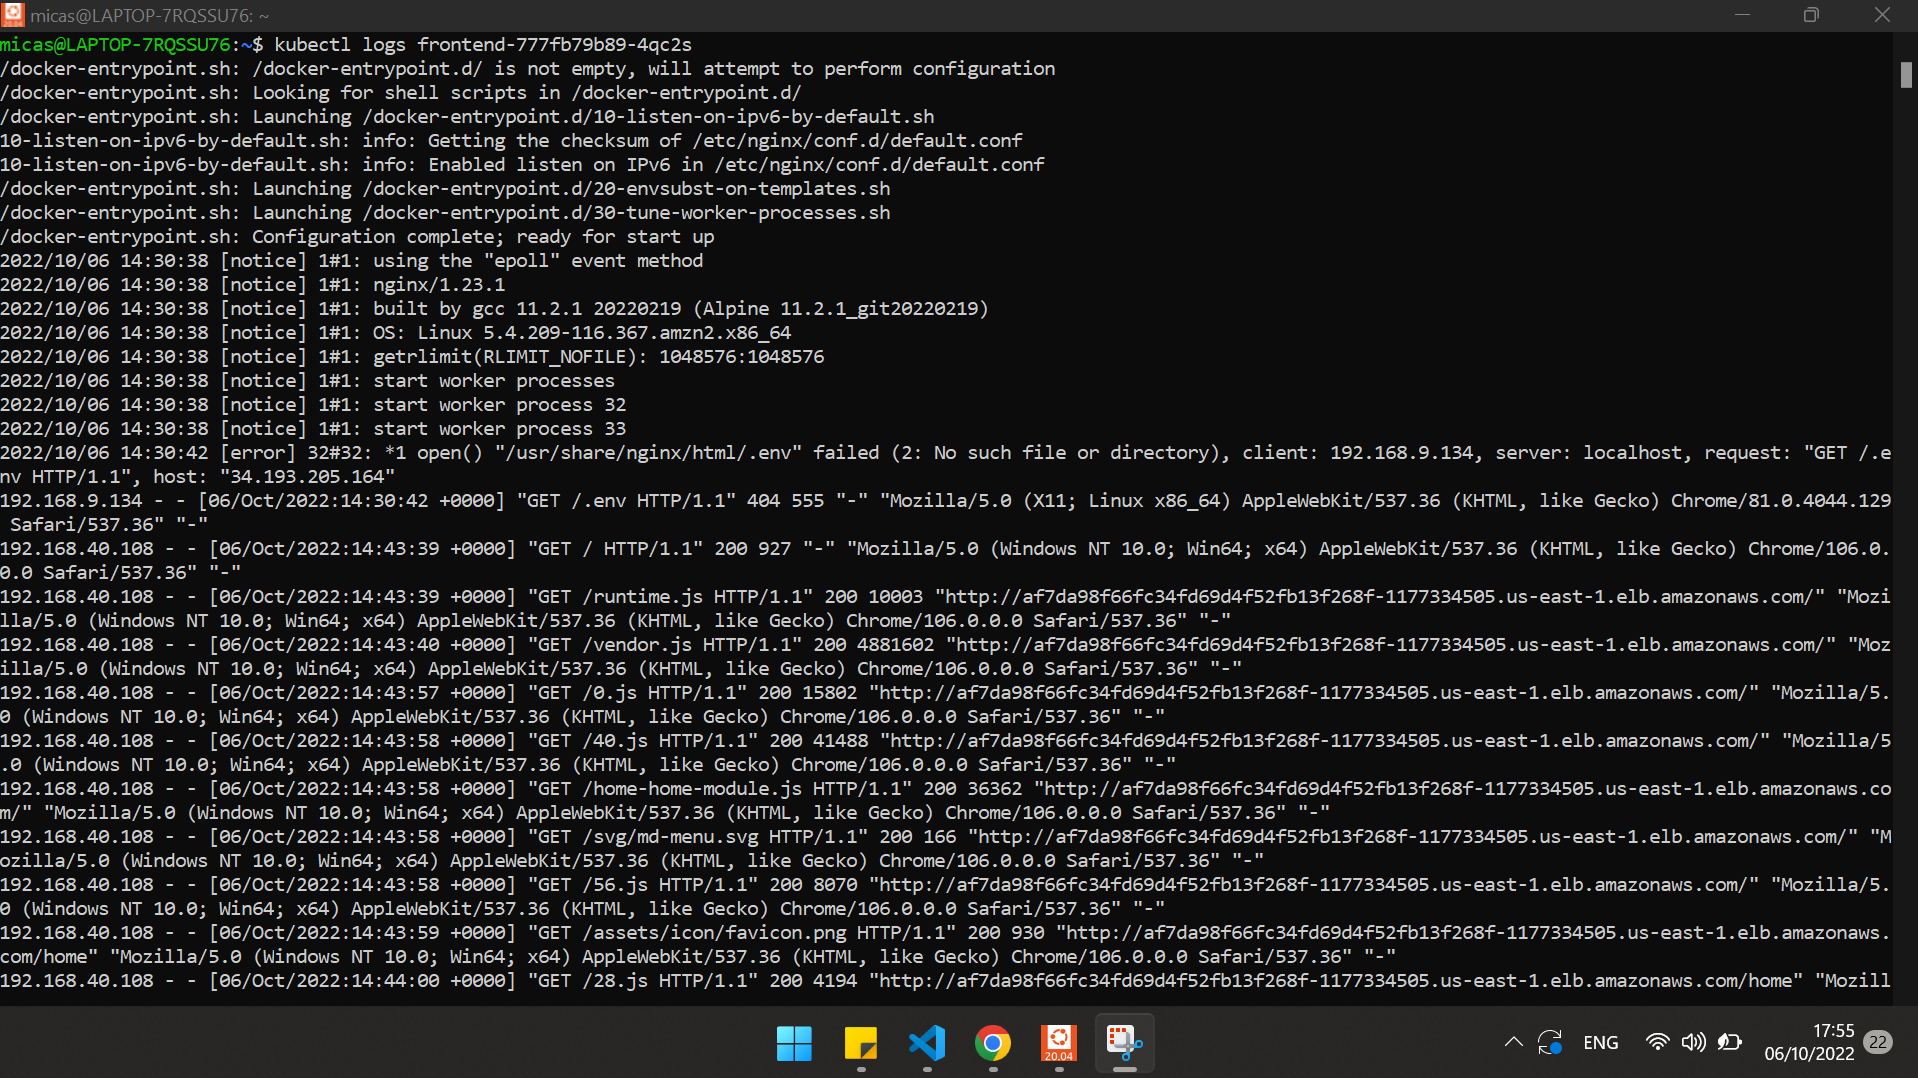 micas@LAPTOP-7RQSSU76: ~
micas@LAPTOP-7RQSSU76:~$ kubectl logs frontend-777fb79b89-4qc2s
/docker-entrypoint.sh: /docker-entrypoint.d/ is not empty, will attempt to perform configuration
/docker-entrypoint.sh: Looking for shell scripts in /docker-entrypoint.d/
/docker-entrypoint.sh: Launching /docker-entrypoint.d/10-listen-on-ipv6-by-default.sh
10-listen-on-ipv6-by-default.sh: info: Getting the checksum of /etc/nginx/conf.d/default.conf
10-listen-on-ipv6-by-default.sh: info: Enabled listen on IPv6 in /etc/nginx/conf.d/default.conf
/docker-entrypoint.sh: Launching /docker-entrypoint.d/20-envsubst-on-templates.sh
/docker-entrypoint.sh: Launching /docker-entrypoint.d/30-tune-worker-processes.sh
/docker-entrypoint.sh: Configuration complete; ready for start up
2022/10/06 14:30:38 [notice] 1#1: using the "epoll" event method
2022/10/06 14:30:38 [notice] 1#1: nginx/1.23.1
2022/10/06 14:30:38 [notice] 1#1: built by gcc 11.2.1 20220219 (Alpine 11.2.1_git20220219)
2022/10/06 14:30:38 [notice] 1#1: OS: Linux 5.4.209-116.367.amzn2.x86_64
2022/10/06 14:30:38 [notice] 1#1: getrlimit(RLIMIT_NOFILE): 1048576:1048576
2022/10/06 14:30:38 [notice] 1#1: start worker processes
2022/10/06 14:30:38 [notice] 1#1: start worker process 32
2022/10/06 14:30:38 [notice] 1#1: start worker process 33
2022/10/06 14:30:42 [error] 32#32: *1 open() "/usr/share/nginx/html/.env" failed (2: No such file or directory), client: 192.168.9.134, server: localhost, request: "GET /.e
nv HTTP/1.1", host: "34.193.205.164"
192.168.9.134 - - [06/Oct/2022:14:30:42 +0000] "GET /.env HTTP/1.1" 404 555 "-" "Mozilla/5.0 (X11; Linux x86_64) AppleWebKit/537.36 (KHTML, like Gecko) Chrome/81.0.4044.129
 Safari/537.36" "-"
192.168.40.108 - - [06/Oct/2022:14:43:39 +0000] "GET / HTTP/1.1" 200 927 "-" "Mozilla/5.0 (Windows NT 10.0; Win64; x64) AppleWebKit/537.36 (KHTML, like Gecko) Chrome/106.0.
0.0 Safari/537.36" "-"
192.168.40.108 - - [06/Oct/2022:14:43:39 +0000] "GET /runtime.js HTTP/1.1" 200 10003 "http://af7da98f66fc34fd69d4f52fb13f268f-1177334505.us-east-1.elb.amazonaws.com/" "Mozi
lla/5.0 (Windows NT 10.0; Win64; x64) AppleWebKit/537.36 (KHTML, like Gecko) Chrome/106.0.0.0 Safari/537.36" "-"
192.168.40.108 - - [06/Oct/2022:14:43:40 +0000] "GET /vendor.js HTTP/1.1" 200 4881602 "http://af7da98f66fc34fd69d4f52fb13f268f-1177334505.us-east-1.elb.amazonaws.com/" "Moz
illa/5.0 (Windows NT 10.0; Win64; x64) AppleWebKit/537.36 (KHTML, like Gecko) Chrome/106.0.0.0 Safari/537.36" "-"
192.168.40.108 - - [06/Oct/2022:14:43:57 +0000] "GET /0.js HTTP/1.1" 200 15802 "http://af7da98f66fc34fd69d4f52fb13f268f-1177334505.us-east-1.elb.amazonaws.com/" "Mozilla/5.
0 (Windows NT 10.0; Win64; x64) AppleWebKit/537.36 (KHTML, like Gecko) Chrome/106.0.0.0 Safari/537.36" "-"
192.168.40.108 - - [06/Oct/2022:14:43:58 +0000] "GET /40.js HTTP/1.1" 200 41488 "http://af7da98f66fc34fd69d4f52fb13f268f-1177334505.us-east-1.elb.amazonaws.com/" "Mozilla/5
.0 (Windows NT 10.0; Win64; x64) AppleWebKit/537.36 (KHTML, like Gecko) Chrome/106.0.0.0 Safari/537.36" "-"
192.168.40.108 - - [06/Oct/2022:14:43:58 +0000] "GET /home-home-module.js HTTP/1.1" 200 36362 "http://af7da98f66fc34fd69d4f52fb13f268f-1177334505.us-east-1.elb.amazonaws.co
m/" "Mozilla/5.0 (Windows NT 10.0; Win64; x64) AppleWebKit/537.36 (KHTML, like Gecko) Chrome/106.0.0.0 Safari/537.36" "-"
192.168.40.108 - - [06/Oct/2022:14:43:58 +0000] "GET /svg/md-menu.svg HTTP/1.1" 200 166 "http://af7da98f66fc34fd69d4f52fb13f268f-1177334505.us-east-1.elb.amazonaws.com/" "M
ozilla/5.0 (Windows NT 10.0; Win64; x64) AppleWebKit/537.36 (KHTML, like Gecko) Chrome/106.0.0.0 Safari/537.36" "-"
192.168.40.108 - - [06/Oct/2022:14:43:58 +0000] "GET /56.js HTTP/1.1" 200 8070 "http://af7da98f66fc34fd69d4f52fb13f268f-1177334505.us-east-1.elb.amazonaws.com/" "Mozilla/5.
0 (Windows NT 10.0; Win64; x64) AppleWebKit/537.36 (KHTML, like Gecko) Chrome/106.0.0.0 Safari/537.36" "-"
192.168.40.108 - - [06/Oct/2022:14:43:59 +0000] "GET /assets/icon/favicon.png HTTP/1.1" 200 930 "http://af7da98f66fc34fd69d4f52fb13f268f-1177334505.us-east-1.elb.amazonaws.
com/home" "Mozilla/5.0 (Windows NT 10.0; Win64; x64) AppleWebKit/537.36 (KHTML, like Gecko) Chrome/106.0.0.0 Safari/537.36" "-"
192.168.40.108 - - [06/Oct/2022:14:44:00 +0000] "GET /28.js HTTP/1.1" 200 4194 "http://af7da98f66fc34fd69d4f52fb13f268f-1177334505.us-east-1.elb.amazonaws.com/home" "Mozill
20.04
ENG
17:55
06/10/2022
22